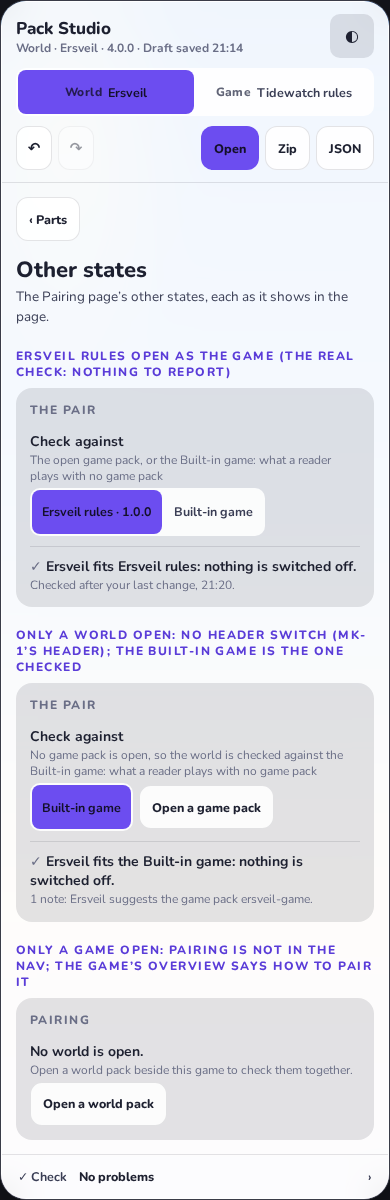 Pack Studio
World · Ersveil · 4.0.0 · Draft saved 21:14
World Ersveil Game Tidewatch rules
Open Zip JSON
‹ Parts
Other states
The Pairing page's other states, each as it shows in the
page.
ERSVEIL RULES OPEN AS THE GAME (THE REAL
CHECK: NOTHING TO REPORT)
THE PAIR
Check against
The open game pack, or the Built-in game: what a reader
plays with no game pack
Ersveil rules · 1.0.0 Built-in game
✓ Ersveil fits Ersveil rules: nothing is switched off.
Checked after your last change, 21:20.
ONLY A WORLD OPEN: NO HEADER SWITCH (MK-
1'S HEADER); THE BUILT-IN GAME IS THE ONE
CHECKED
THE PAIR
Check against
No game pack is open, so the world is checked against the
Built-in game: what a reader plays with no game pack
Built-in game Open a game pack
✓ Ersveil fits the Built-in game: nothing is
switched off.
1 note: Ersveil suggests the game pack ersveil-game.
ONLY A GAME OPEN: PAIRING IS NOT IN THE
NAV; THE GAME'S OVERVIEW SAYS HOW TO PAIR
IT
PAIRING
No world is open.
Open a world pack beside this game to check them together.
Open a world pack
✓ Check No problems ›